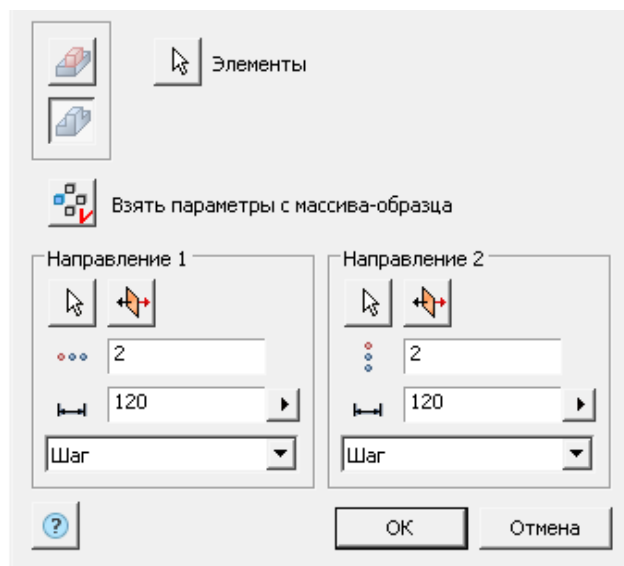 Элементы
Взять параметры с массива-образца
Направление 1
Направление 2
2
2
120
120
Шаг
Шаг
?
OK
Отмена